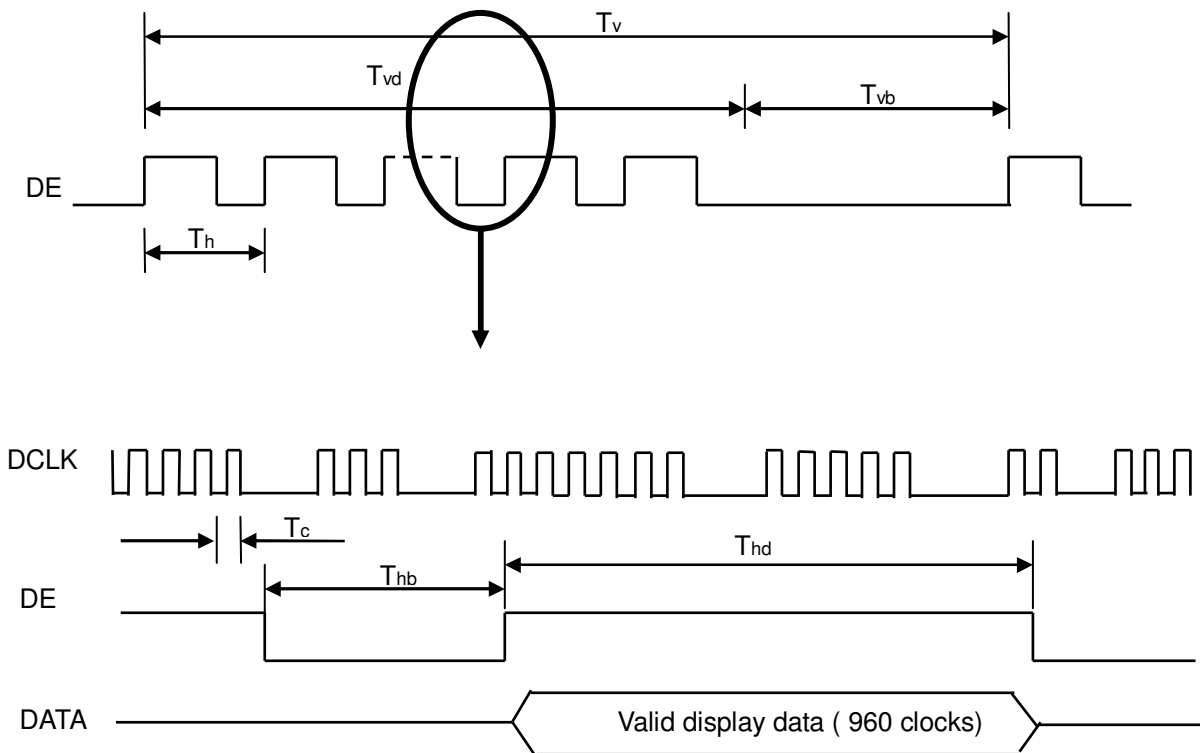 Tv
Tvd
Tvb
DE
Th
DCLK
Tc
Thd
Thb
DE
DATA
Valid display data ( 960 clocks)